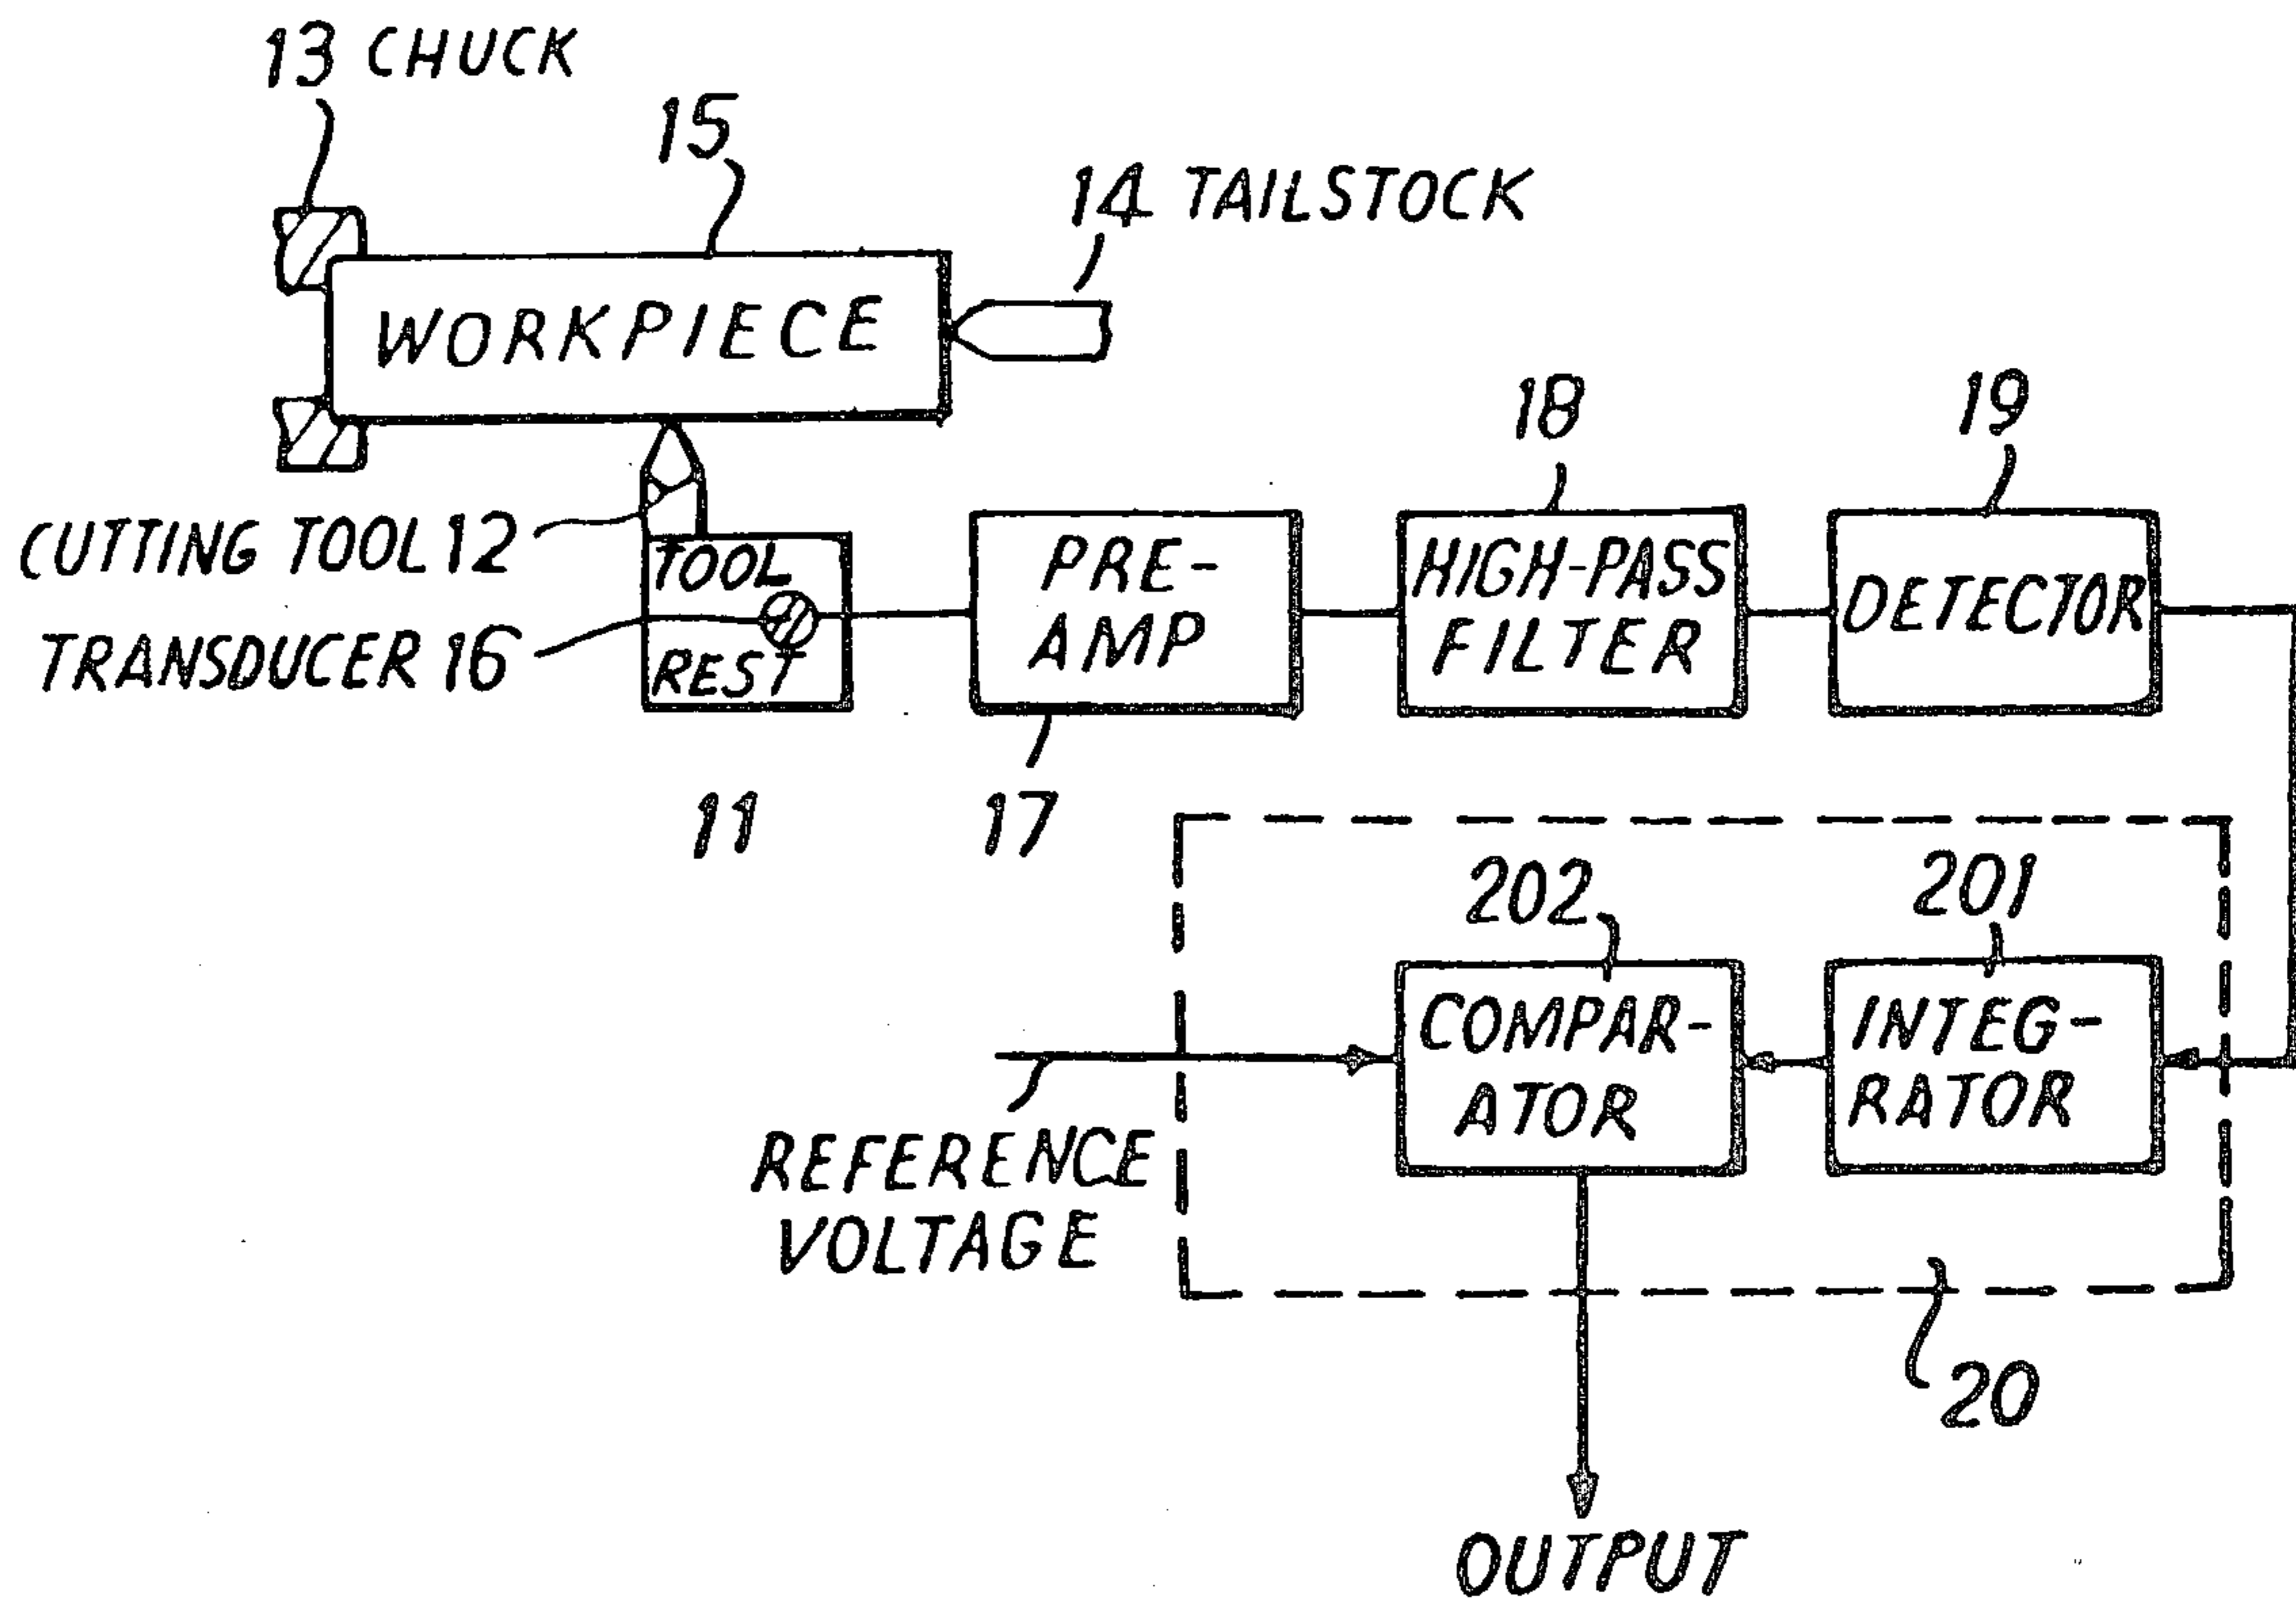 13 CHUCK
15
14 TAILSTOCK
WORKPIECE
18
19
CUTTING TOOL 12
TOOL
REST
TRANSDUCER 16
PRE-
AMP
HIGH-PASS
FILTER
DETECTOR
11
17
202
201
COMPAR-
ATOR
INTEG-
RATOR
REFERENCE
VOLTAGE
20
OUTPUT